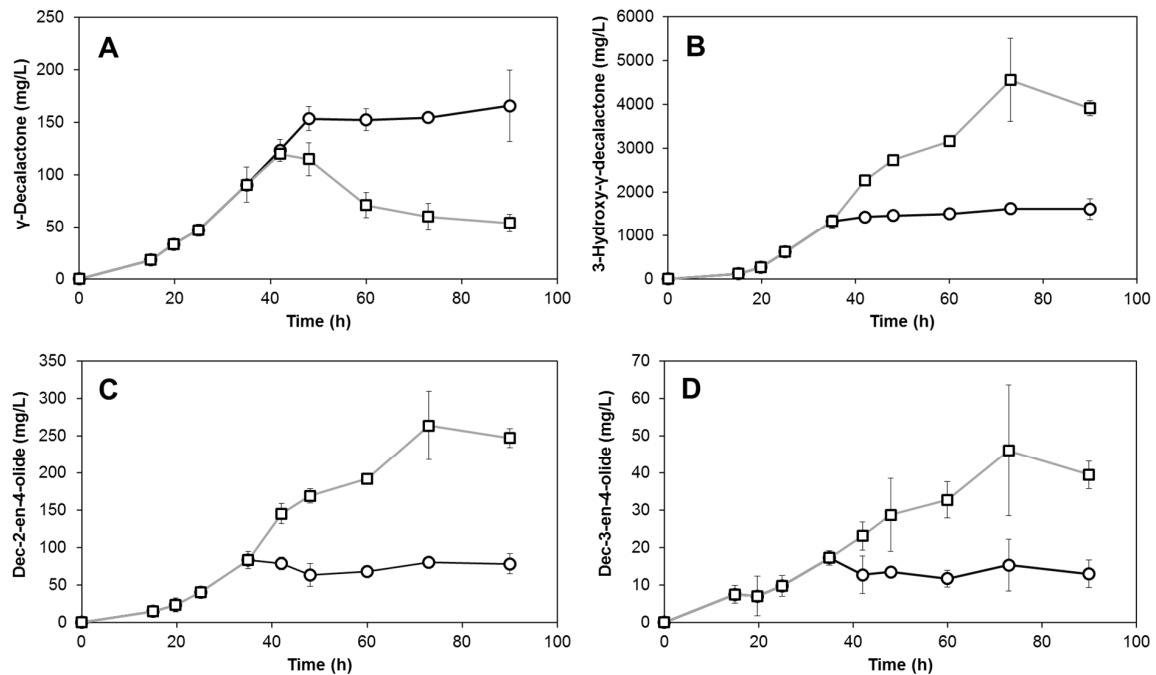 A
γ-Decalactone (mg/L)
250
200
150
100
50
0
0 20 40 60 80 100
Time (h)
B
3-Hydroxy-γ-decalactone (mg/L)
6000
5000
4000
3000
2000
1000
0
0 20 40 60 80 100
Time (h)
C
Dec-2-en-4-olide (mg/L)
350
300
250
200
150
100
50
0
0 20 40 60 80 100
Time (h)
D
Dec-3-en-4-olide (mg/L)
70
60
50
40
30
20
10
0
0 20 40 60 80 100
Time (h)